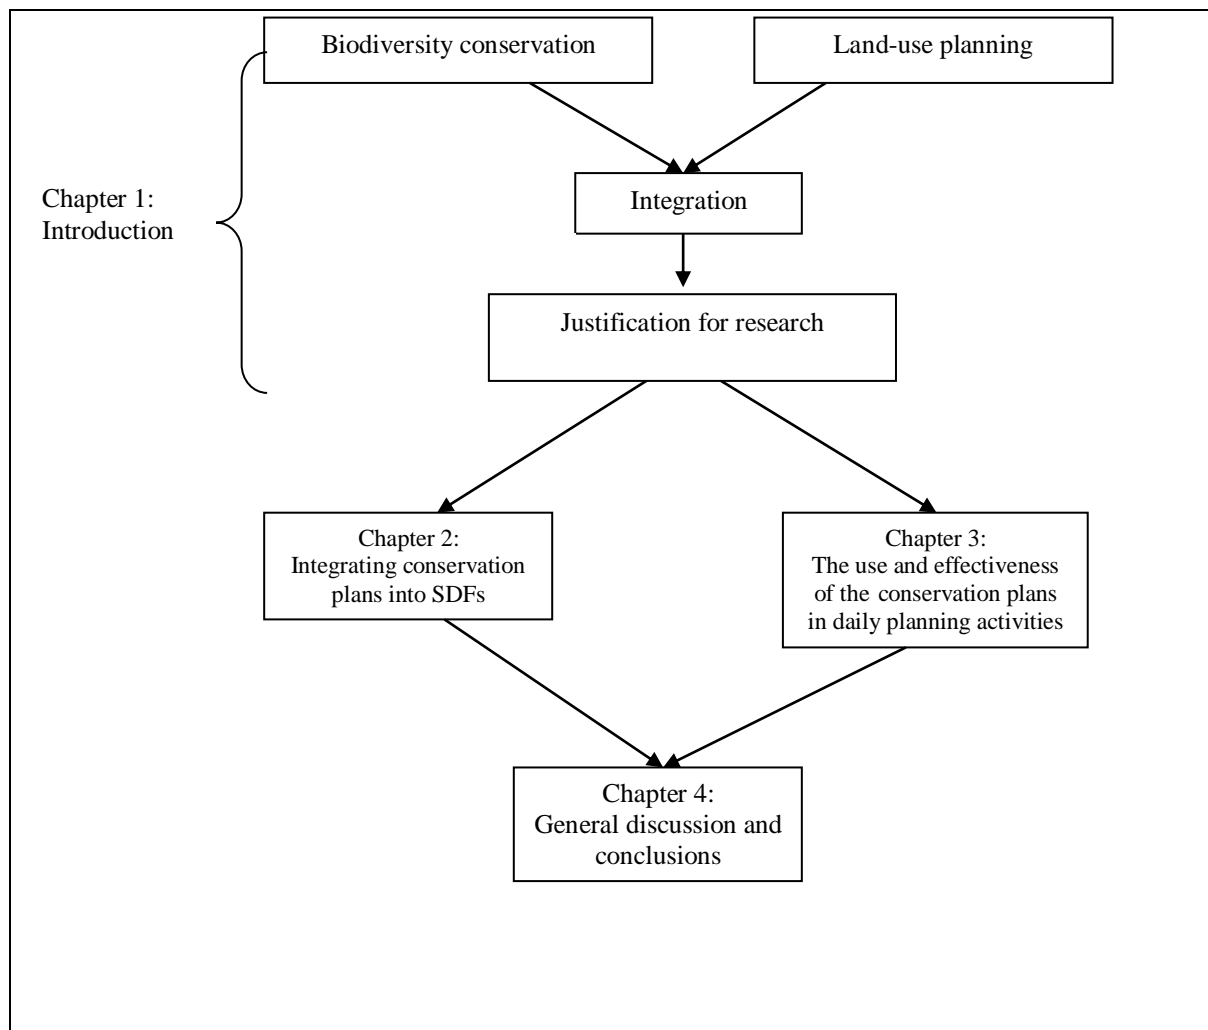 Biodiversity conservation
Land-use planning
Chapter 1:
Introduction
Integration
Justification for research
Chapter 2:
Integrating conservation
plans into SDFs
Chapter 3:
The use and effectiveness
of the conservation plans
in daily planning activities
Chapter 4:
General discussion and
conclusions